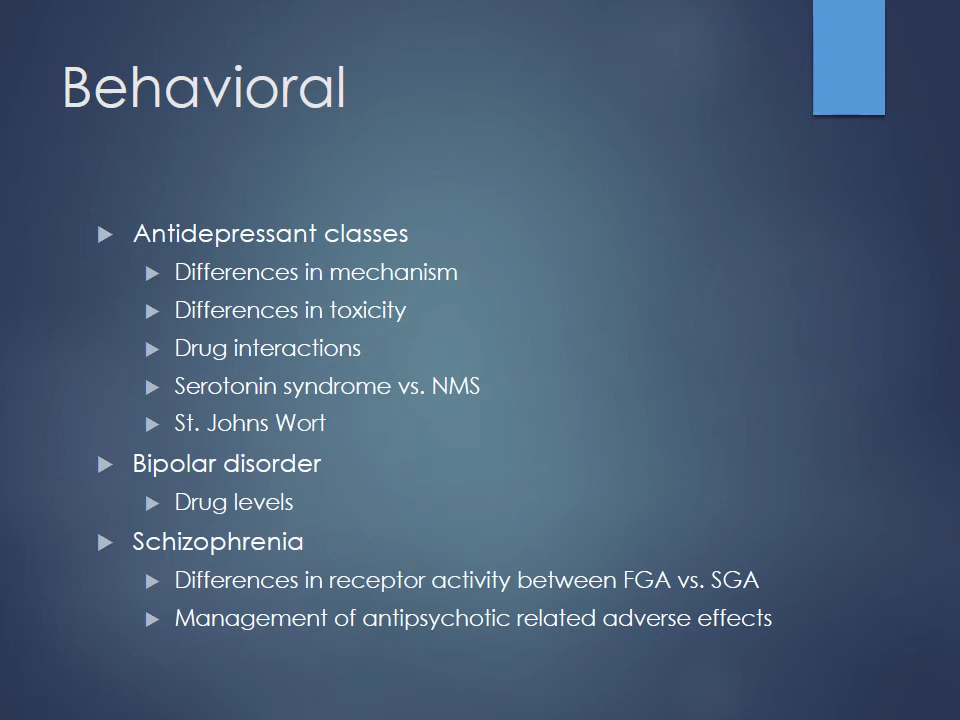 Behavioral
Antidepressant classes
Differences in mechanism
Differences in toxicity
Drug interactions
Serotonin syndrome vs. NMS
St. Johns Wort
Bipolar disorder
Drug levels
Schizophrenia
Differences in receptor activity between FGA vs. SGA
Management of antipsychotic related adverse effects